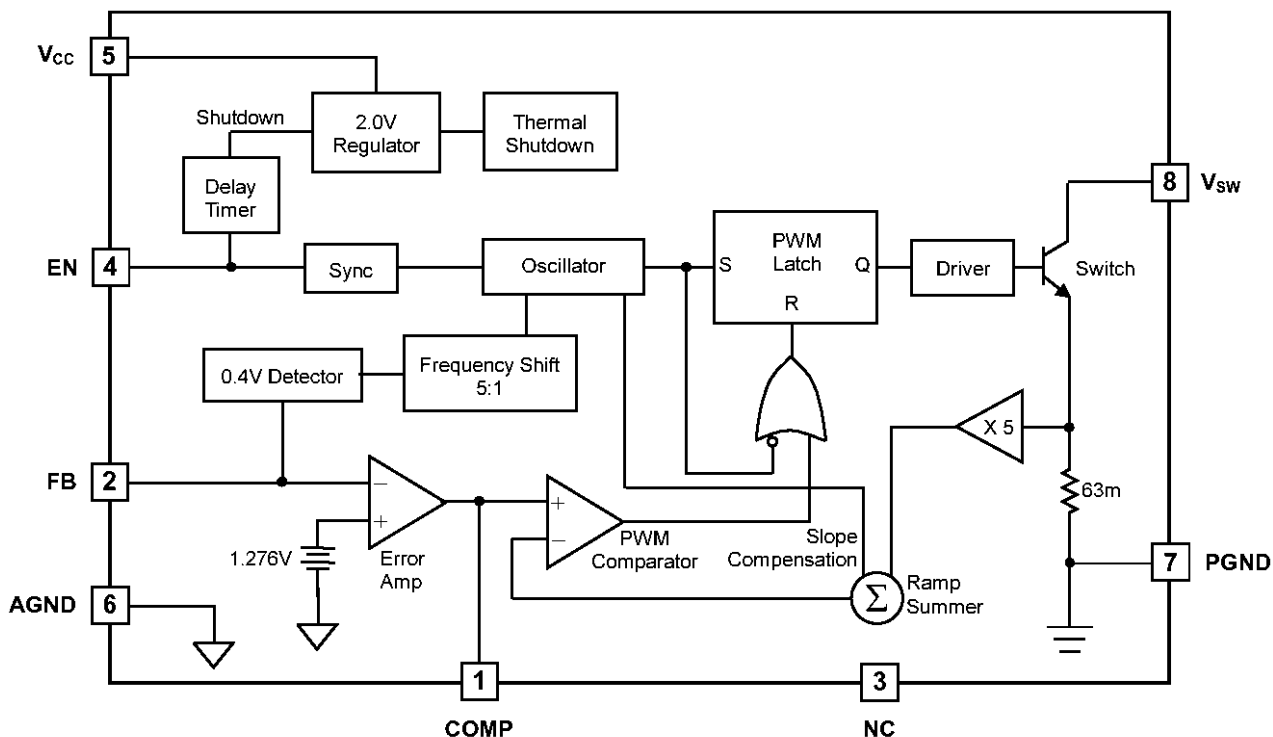 VCC
5
Shutdown
2.0V
Regulator
Thermal
Shutdown
Delay
Timer
8
VSW
EN
4
Sync
Oscillator
S
PWM
Latch
Q
R
Driver
Switch
0.4V Detector
Frequency Shift
5:1
X 5
FB
2
−
+
1.276V
Error
Amp
+
−
PWM
Comparator
Slope
Compensation
63m
7
PGND
AGND
6
Σ
Ramp
Summer
1
COMP
3
NC